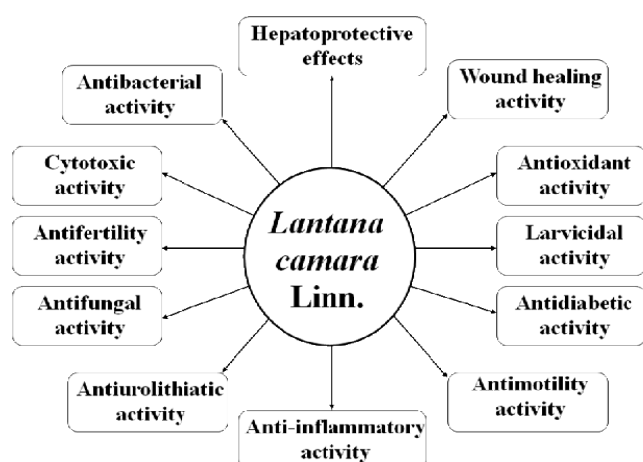 Hepatoprotective
effects
Antibacterial
activity
Wound healing
activity
Cytotoxic
activity
Antioxidant
activity
Antifertility
activity
Lantana
camara
Linn.
Larvicidal
activity
Antifungal
activity
Antidiabetic
activity
Antiurolithiatic
activity
Antimotility
activity
Anti-inflammatory
activity